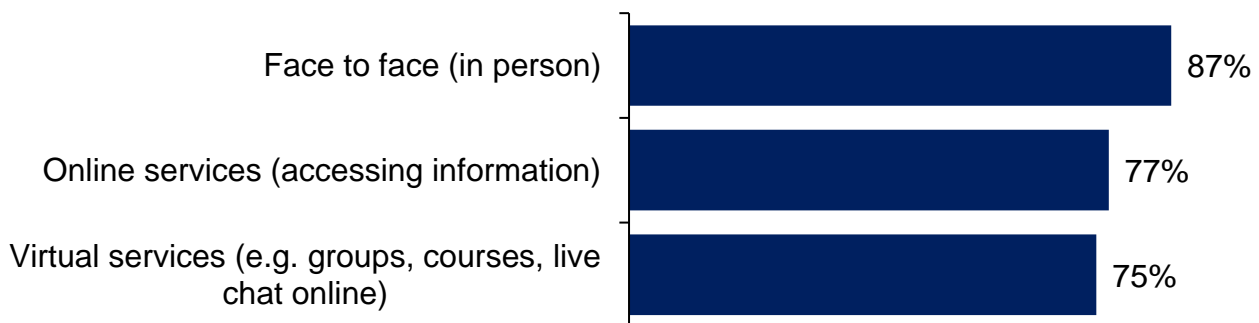 Face to face (in person)
87%
Online services (accessing information)
77%
Virtual services (e.g. groups, courses, live
chat online)
75%